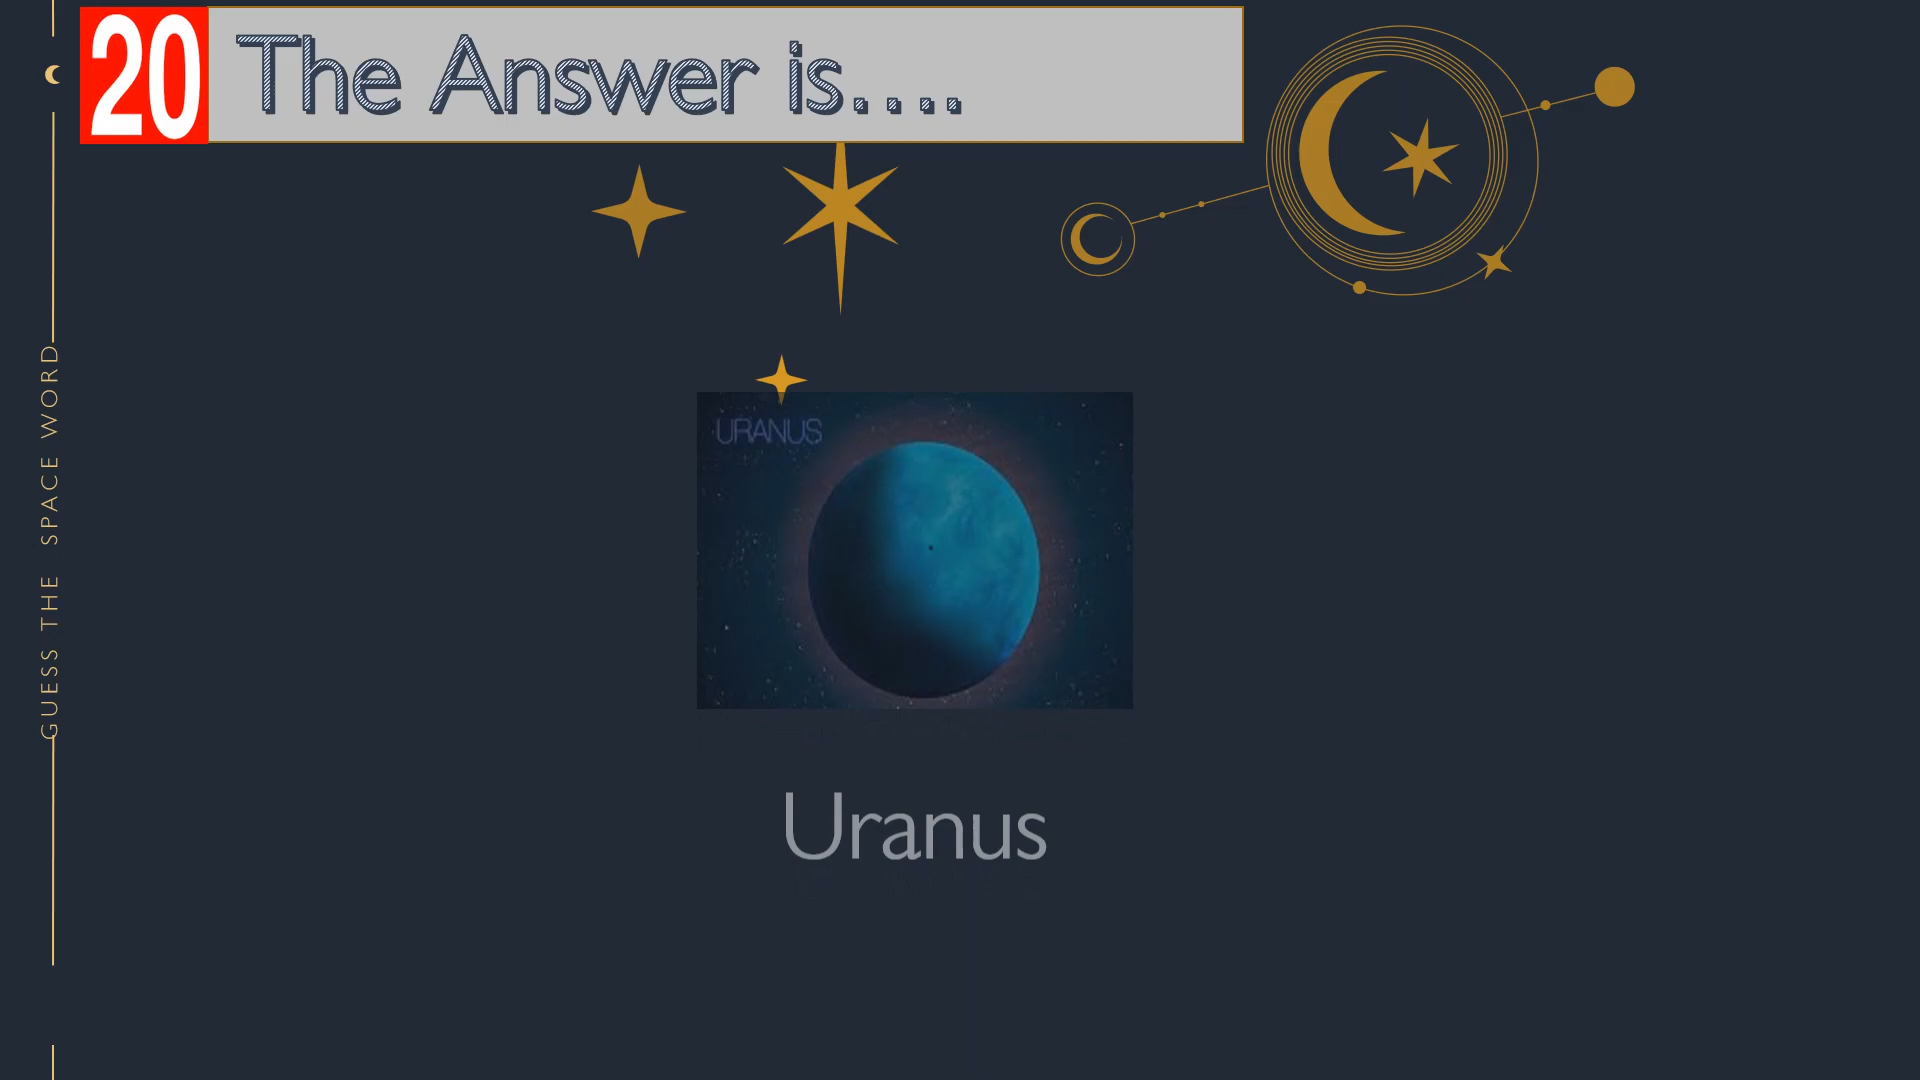 20
The Answer is....
GUESS THE SPACE WORD
URANUS
Uranus